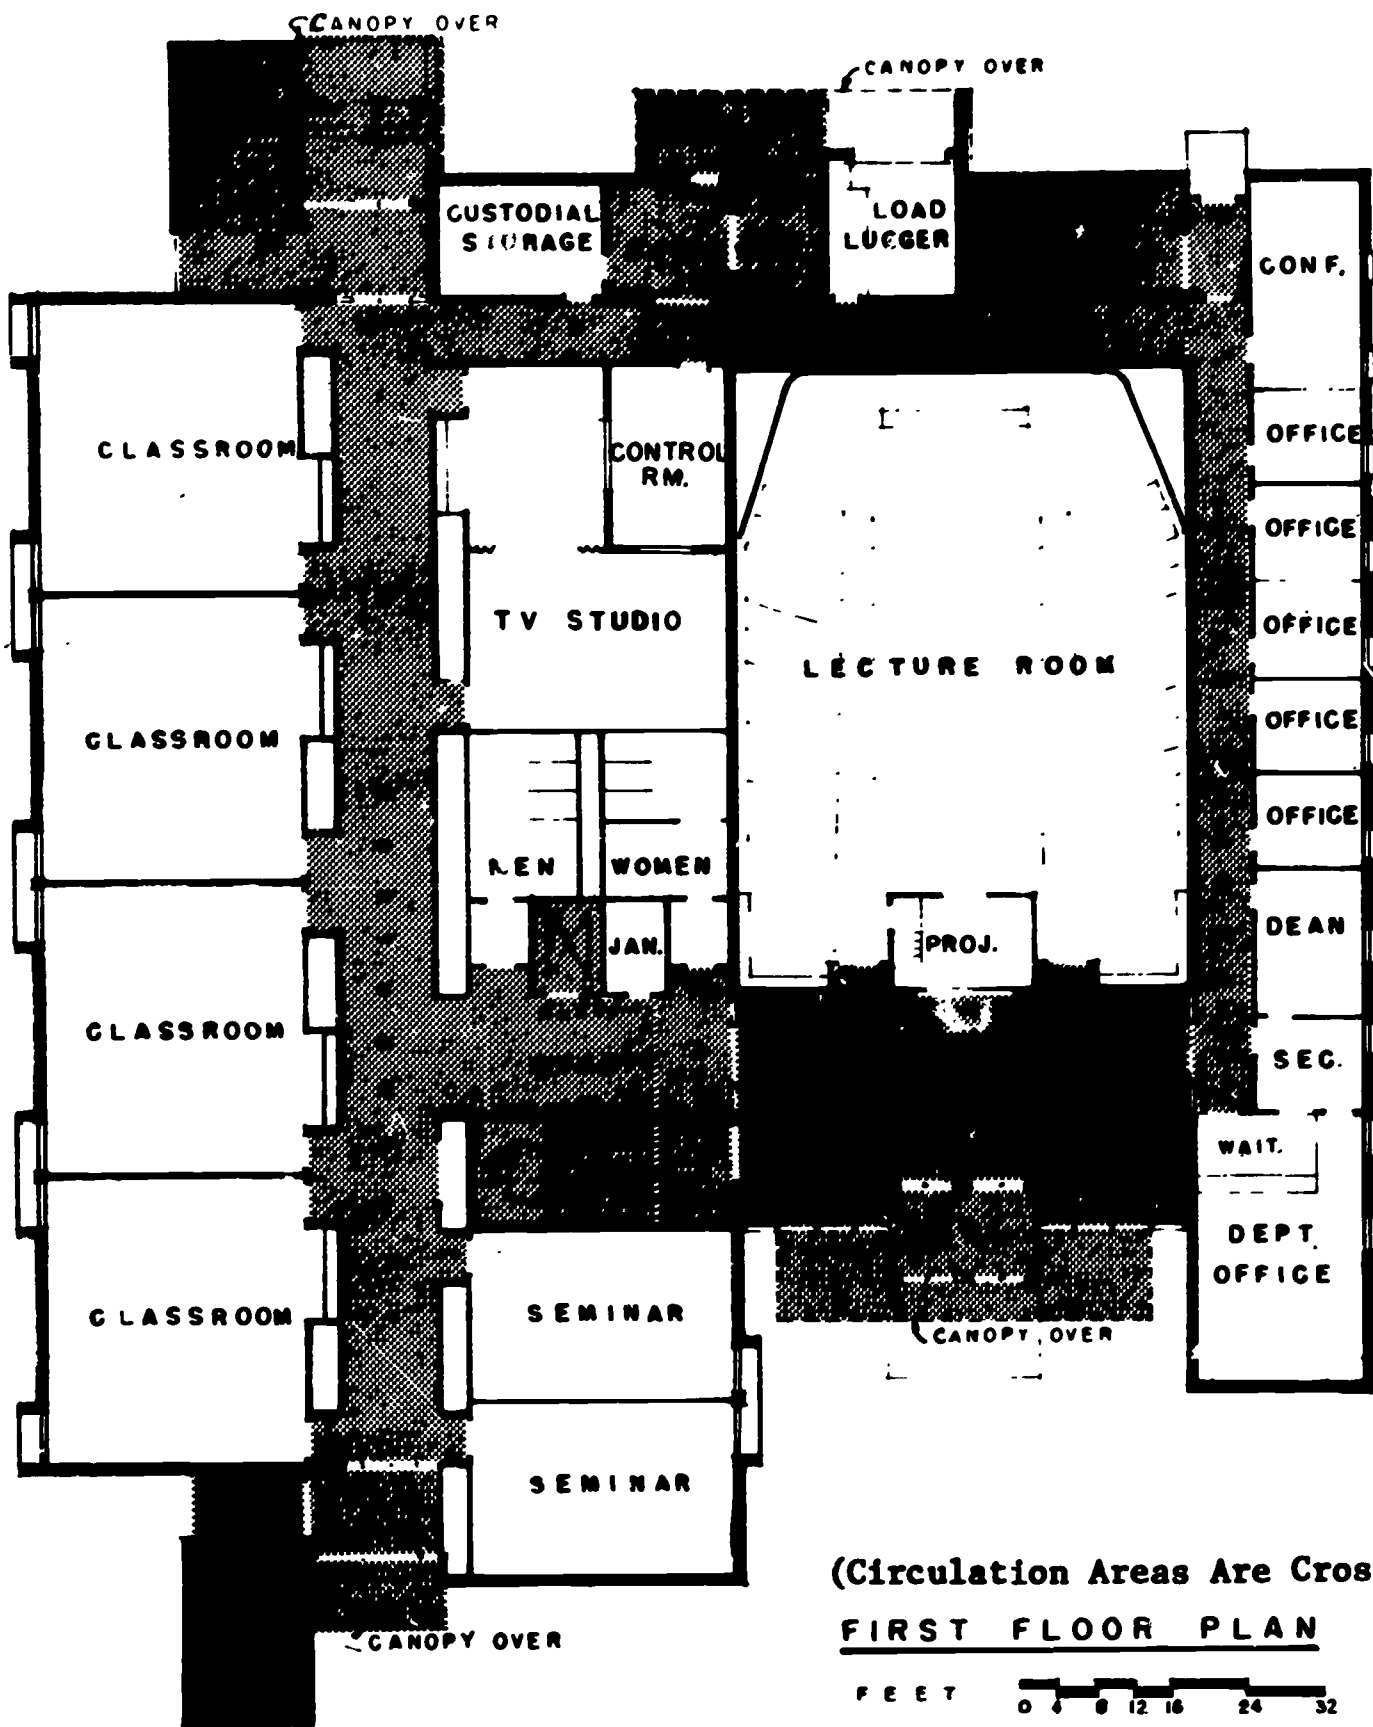 CANOPY OVER
CANOPY OVER
CUSTODIAL
STORAGE
LOAD
LUGGER
CONF.
CLASSROOM
CONTROL
RM.
OFFICE
OFFICE
TV STUDIO
OFFICE
LECTURE ROOM
OFFICE
CLASSROOM
OFFICE
MEN
WOMEN
DEAN
JAN.
PROJ.
CLASSROOM
SEC.
WAIT.
DEPT.
OFFICE
CLASSROOM
SEMINAR
CANOPY OVER
SEMINAR
(Circulation Areas Are Cros
FIRST FLOOR PLAN
CANOPY OVER
FEET 0 4 8 12 16 24 32